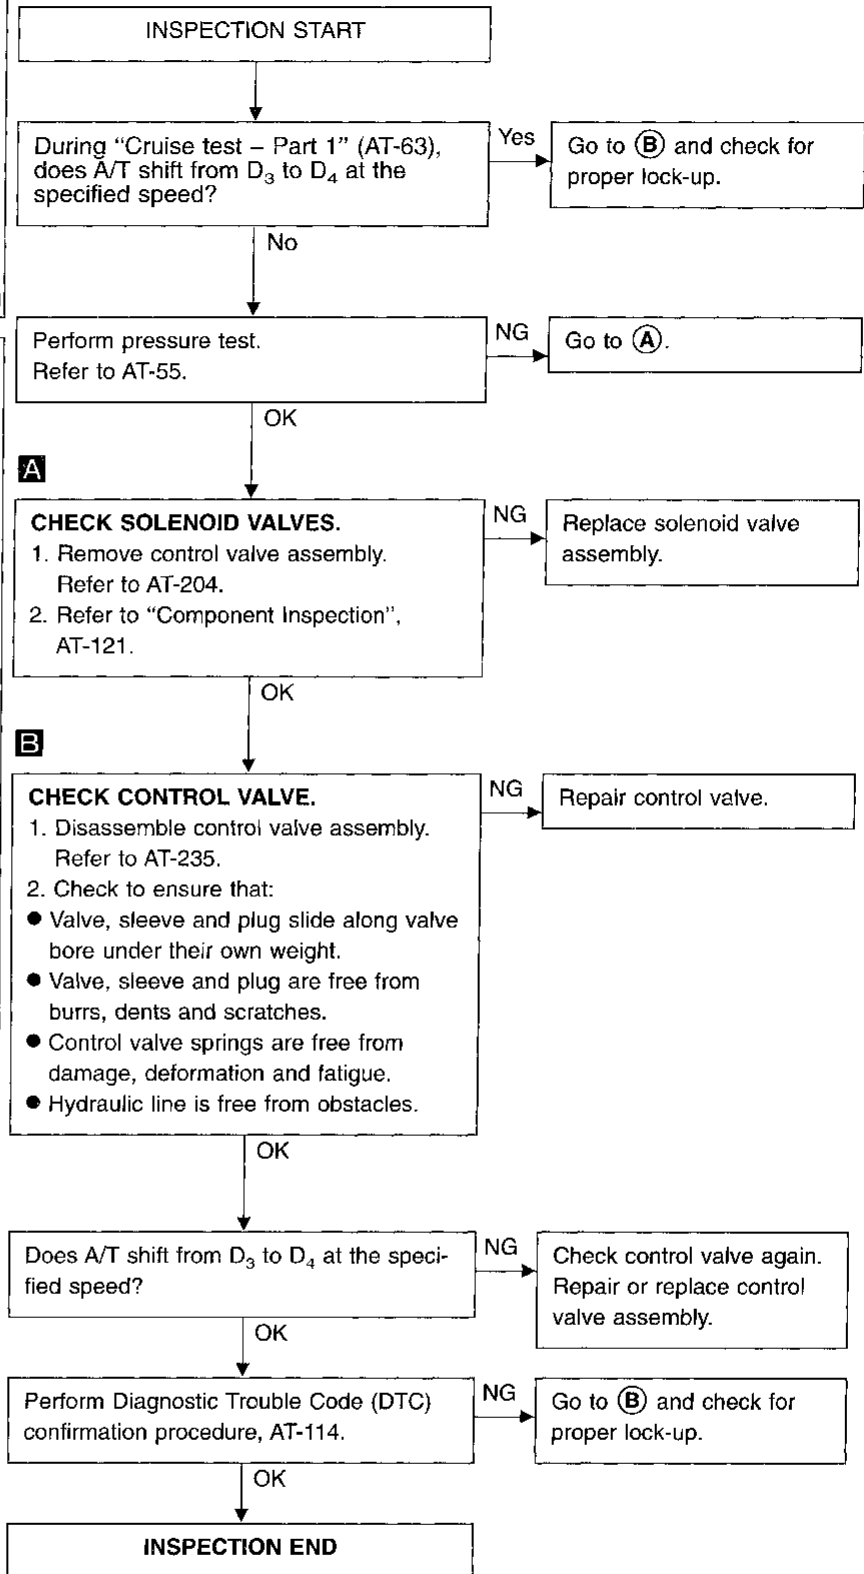 INSPECTION START
During “Cruise test – Part 1” (AT-63),
does A/T shift from D₃ to D₄ at the
specified speed?
Yes
Go to Ⓑ and check for
proper lock-up.
No
Perform pressure test.
Refer to AT-55.
NG
Go to Ⓐ.
OK
A
CHECK SOLENOID VALVES.
1. Remove control valve assembly.
Refer to AT-204.
2. Refer to “Component Inspection”,
AT-121.
NG
Replace solenoid valve
assembly.
OK
B
CHECK CONTROL VALVE.
1. Disassemble control valve assembly.
Refer to AT-235.
2. Check to ensure that:
● Valve, sleeve and plug slide along valve
bore under their own weight.
● Valve, sleeve and plug are free from
burrs, dents and scratches.
● Control valve springs are free from
damage, deformation and fatigue.
● Hydraulic line is free from obstacles.
NG
Repair control valve.
OK
Does A/T shift from D₃ to D₄ at the speci-
fied speed?
NG
Check control valve again.
Repair or replace control
valve assembly.
OK
Perform Diagnostic Trouble Code (DTC)
confirmation procedure, AT-114.
NG
Go to Ⓑ and check for
proper lock-up.
OK
INSPECTION END